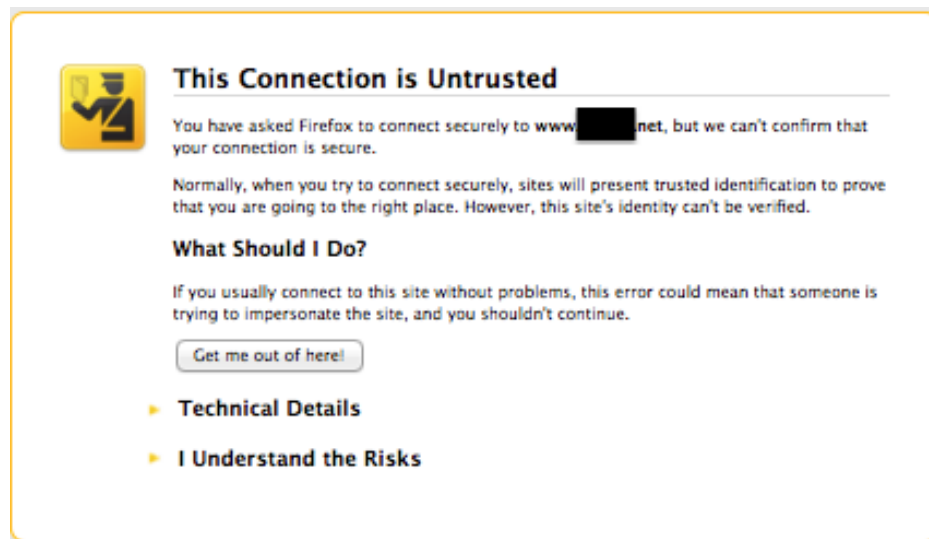 This Connection is Untrusted
You have asked Firefox to connect securely to www. .net, but we can't confirm that
your connection is secure.
Normally, when you try to connect securely, sites will present trusted identification to prove
that you are going to the right place. However, this site's identity can't be verified.
What Should I Do?
If you usually connect to this site without problems, this error could mean that someone is
trying to impersonate the site, and you shouldn't continue.
Get me out of here!
Technical Details
I Understand the Risks